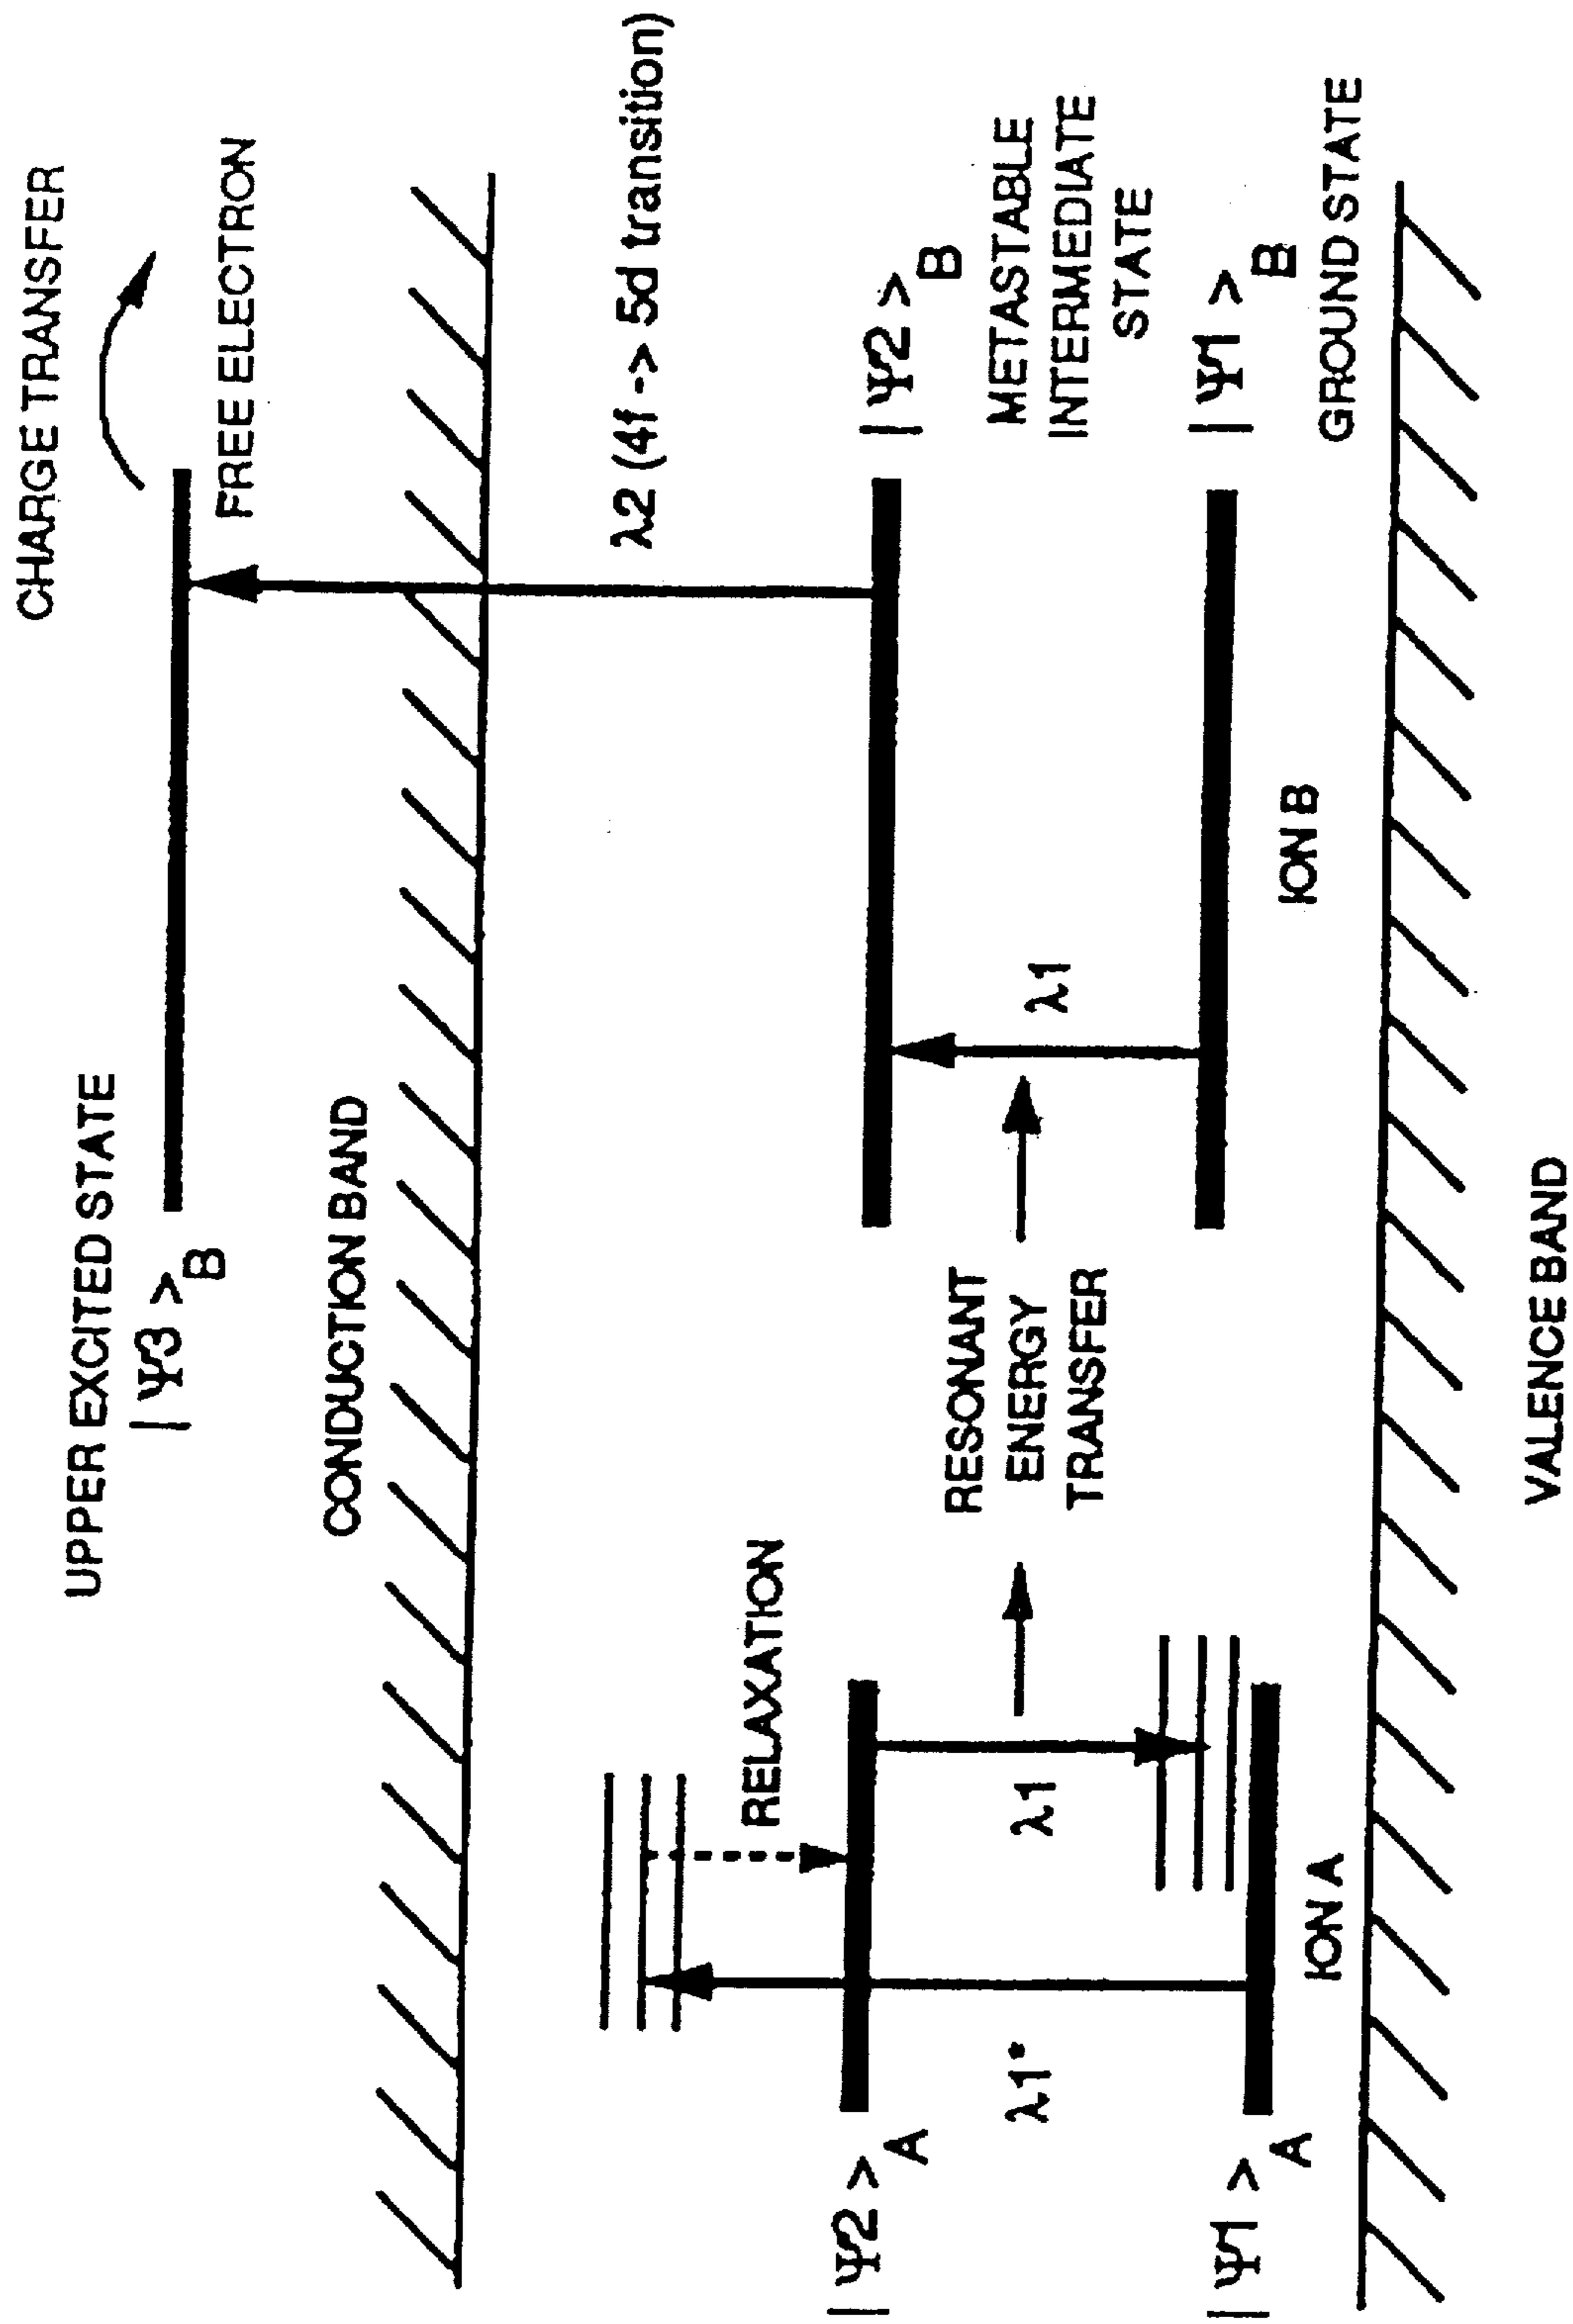 CHARGE TRANSFER
UPPER EXCITED STATE
| Ψ3 >B
FREE ELECTRON
CONDUCTION BAND
λ2 (4f -> 5d transition)
RELAXATION
| Ψ2 >A
| Ψ2 >B
λ1*
λ1
RESONANT
ENERGY
TRANSFER
λ1
METASTABLE
INTERMEDIATE
STATE
| Ψ1 >A
| Ψ1 >B
ION A
ION B
GROUND STATE
VALENCE BAND